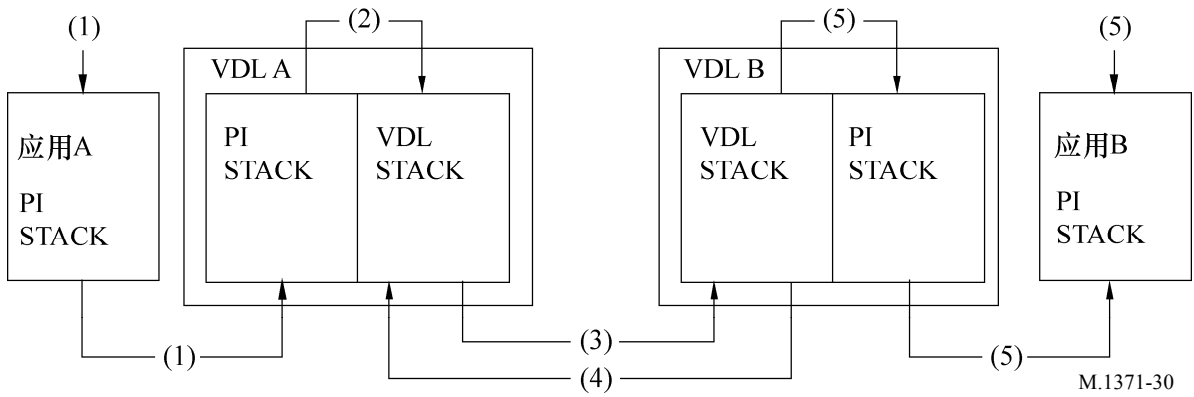 (1)
(2)
(5)
(5)
VDL A
VDL B
应用A
PI
STACK
PI
STACK
VDL
STACK
VDL
STACK
PI
STACK
应用B
PI
STACK
(1)
(3)
(4)
(5)
M.1371-30